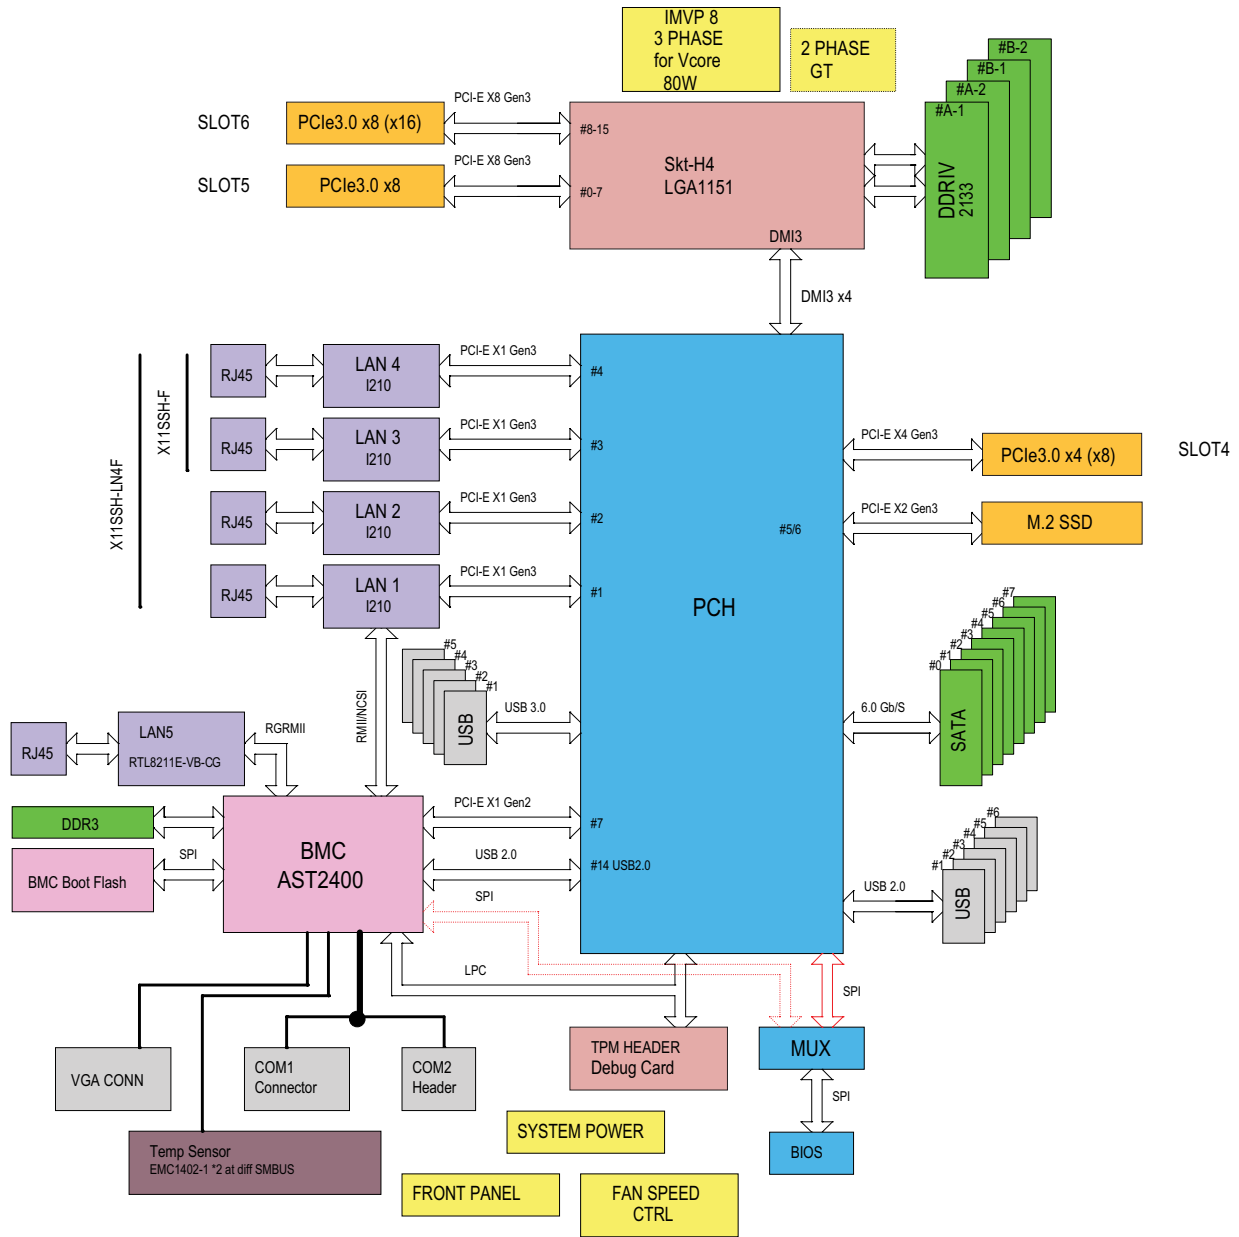 IMVP 8
3 PHASE
for Vcore
80W
2 PHASE
GT
#B-2
#B-1
#A-2
#A-1
DDRIV
2133
SLOT6
PCIe3.0 x8 (x16)
PCI-E X8 Gen3
#8-15
SLOT5
PCIe3.0 x8
PCI-E X8 Gen3
#0-7
Skt-H4
LGA1151
DMI3
DMI3 x4
X11SSH-LN4F
X11SSH-F
RJ45
LAN 4
I210
PCI-E X1 Gen3
#4
RJ45
LAN 3
I210
PCI-E X1 Gen3
#3
RJ45
LAN 2
I210
PCI-E X1 Gen3
#2
RJ45
LAN 1
I210
PCI-E X1 Gen3
#1
PCH
PCI-E X4 Gen3
PCIe3.0 x4 (x8)
SLOT4
#5/6
PCI-E X2 Gen3
M.2 SSD
RMII/NCSI
#5
#4
#3
#2
#1
USB
USB 3.0
6.0 Gb/S
#7
#6
#5
#4
#3
#2
#1
#0
SATA
RJ45
LAN5
RTL8211E-VB-CG
RGRMII
DDR3
BMC Boot Flash
SPI
BMC
AST2400
PCI-E X1 Gen2
#7
USB 2.0
#14 USB2.0
SPI
USB 2.0
#6
#5
#4
#3
#2
#1
USB
LPC
SPI
VGA CONN
COM1
Connector
COM2
Header
TPM HEADER
Debug Card
MUX
SPI
BIOS
Temp Sensor
EMC1402-1 *2 at diff SMBUS
SYSTEM POWER
FRONT PANEL
FAN SPEED
CTRL